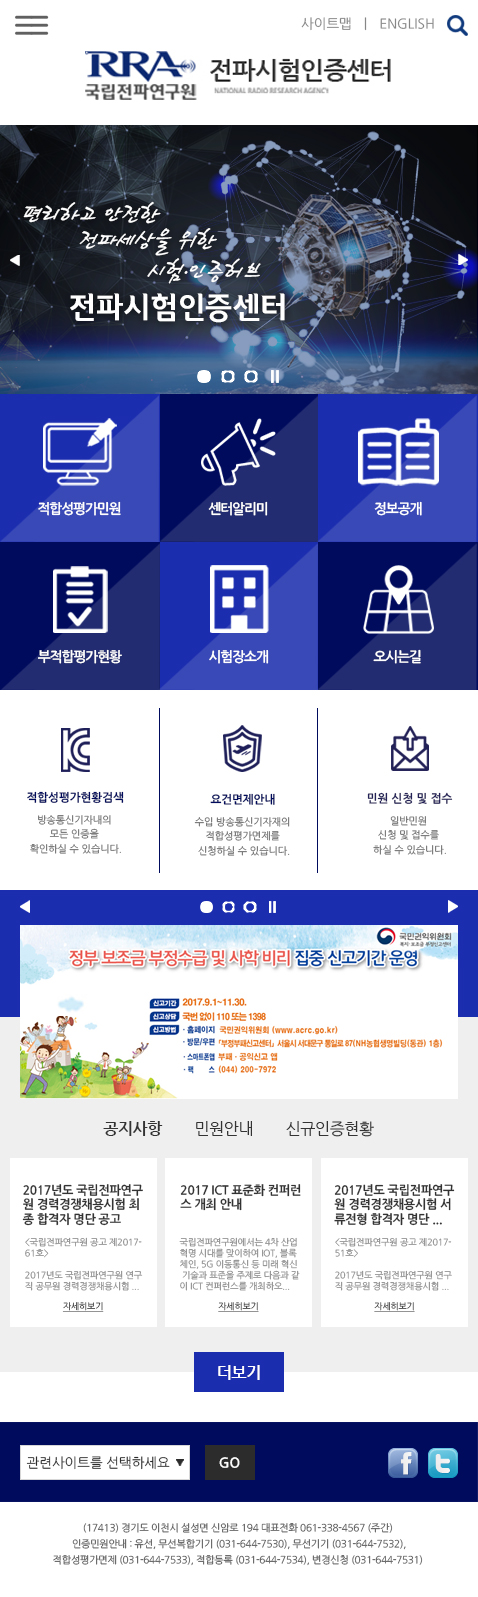 사이트맵 | ENGLISH
RRA
국립전파연구원
전파시험인증센터
NATIONAL RADIO RESEARCH AGENCY
편리하고 안전한
전파세상을 위한
시험·인증허브
전파시험인증센터
적합성평가민원
센터알리미
정보공개
부적합평가현황
시험장소개
오시는길
적합성평가현황검색
방송통신기자내의
모든 인증을
확인하실 수 있습니다.
요건면제안내
수입 방송통신기자재의
적합성평가면제를
신청하실 수 있습니다.
민원 신청 및 접수
일반민원
신청 및 접수를
하실 수 있습니다.
국민권익위원회
복지·보조금 부정신고센터
정부 보조금 부정수급 및 사학 비리 집중 신고기간 운영
신고기간 2017.9.1~11.30.
신고상담 국번 없이 110 또는 1398
신고방법 · 홈페이지 국민권익위원회 (www.acrc.go.kr)
· 방문/우편 「부정부패신고센터」 서울시 서대문구 통일로 87(NH농협생명빌딩(동관) 1층)
· 스마트폰앱 부패 · 공익신고 앱
· 팩 스 (044) 200-7972
공지사항 민원안내 신규인증현황
2017년도 국립전파연구
원 경력경쟁채용시험 최
종 합격자 명단 공고
<국립전파연구원 공고 제2017-
61호>
2017년도 국립전파연구원 연구
직 공무원 경력경쟁채용시험 ...
자세히보기
2017 ICT 표준화 컨퍼런
스 개최 안내
국립전파연구원에서는 4차 산업
혁명 시대를 맞이하여 IOT, 블록
체인, 5G 이동통신 등 미래 혁신
기술과 표준을 주제로 다음과 같
이 ICT 컨퍼런스를 개최하오...
자세히보기
2017년도 국립전파연구
원 경력경쟁채용시험 서
류전형 합격자 명단 ...
<국립전파연구원 공고 제2017-
51호>
2017년도 국립전파연구원 연구
직 공무원 경력경쟁채용시험 ...
자세히보기
더보기
관련사이트를 선택하세요 ▼ GO
(17413) 경기도 이천시 설성면 신암로 194 대표전화 061-338-4567 (주간)
인증민원안내 : 유선, 무선복합기기 (031-644-7530), 무선기기 (031-644-7532),
적합성평가면제 (031-644-7533), 적합등록 (031-644-7534), 변경신청 (031-644-7531)